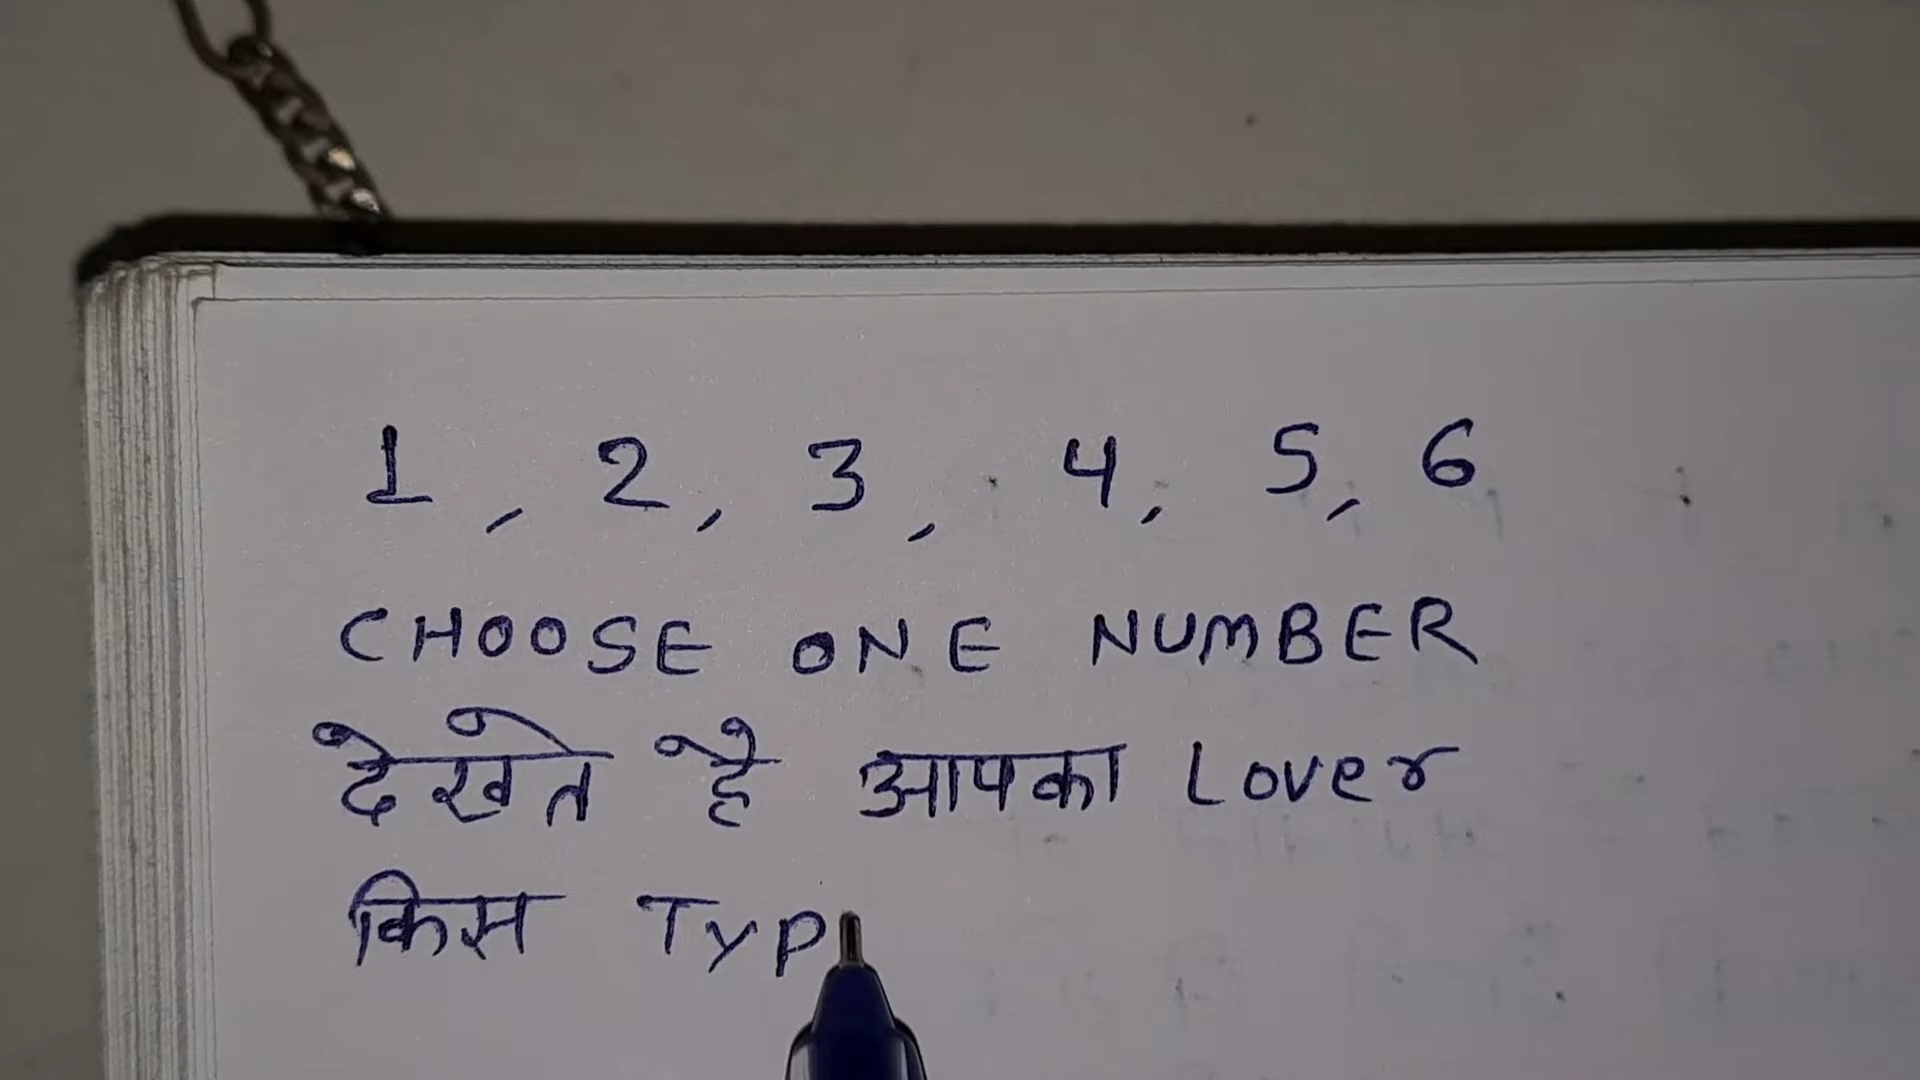 1, 2, 3, 4, 5, 6
CHOOSE ONE NUMBER
देखते है आपका Lover
किस Typ